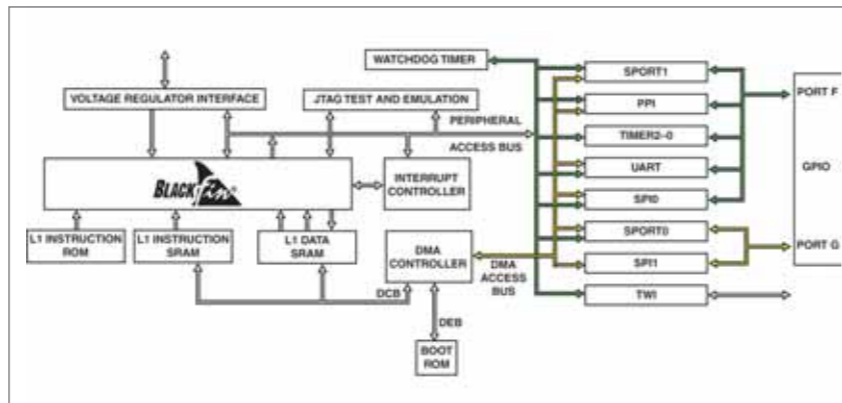 WATCHDOG TIMER
VOLTAGE REGULATOR INTERFACE
JTAG TEST AND EMULATION
PERIPHERAL
ACCESS BUS
BLACKfin®
INTERRUPT
CONTROLLER
L1 INSTRUCTION
ROM
L1 INSTRUCTION
SRAM
L1 DATA
SRAM
DMA
CONTROLLER
DMA
ACCESS
BUS
DCB
DEB
BOOT
ROM
SPORT1
PPI
TIMER2–0
UART
SPI0
SPORT0
SPI1
TWI
PORT F
GPIO
PORT G